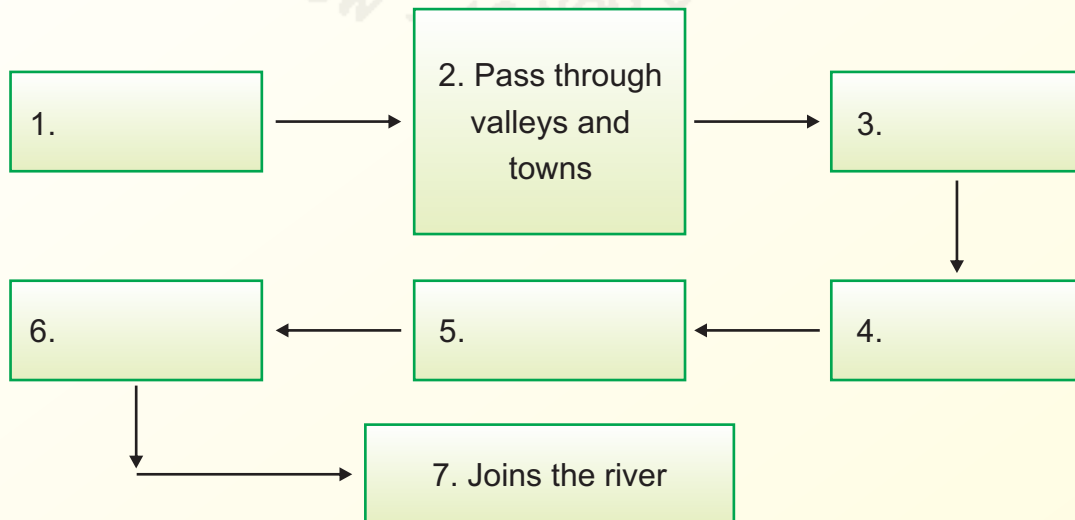 1.
2. Pass through
valleys and
towns
3.
4.
5.
6.
7. Joins the river